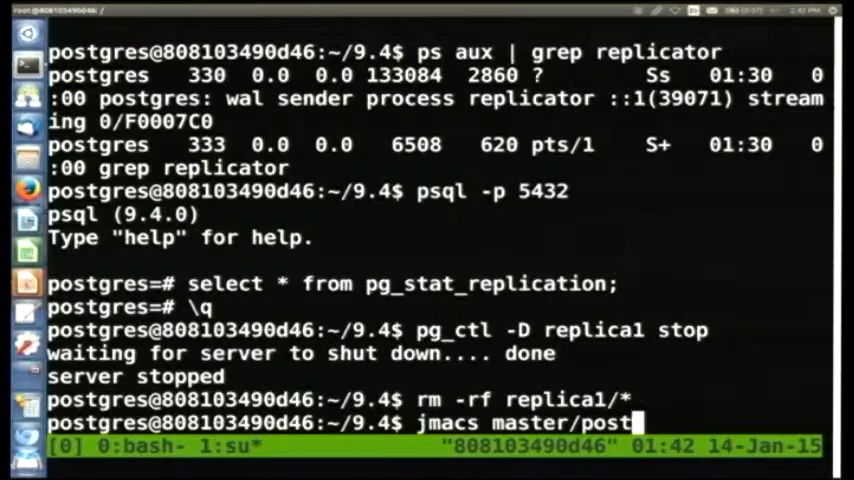 root@808103490d46: /
2:42 PM
postgres@808103490d46:~/9.4$ ps aux | grep replicator
postgres   330  0.0  0.0 133084  2860 ?        Ss   01:30   0
:00 postgres: wal sender process replicator ::1(39071) stream
ing 0/F0007C0
postgres   333  0.0  0.0   6508   620 pts/1    S+   01:30   0
:00 grep replicator
postgres@808103490d46:~/9.4$ psql -p 5432
psql (9.4.0)
Type "help" for help.
postgres=# select * from pg_stat_replication;
postgres=# \q
postgres@808103490d46:~/9.4$ pg_ctl -D replica1 stop
waiting for server to shut down.... done
server stopped
postgres@808103490d46:~/9.4$ rm -rf replica1/*
postgres@808103490d46:~/9.4$ jmacs master/post
[0] 0:bash- 1:su* "808103490d46" 01:42 14-Jan-15